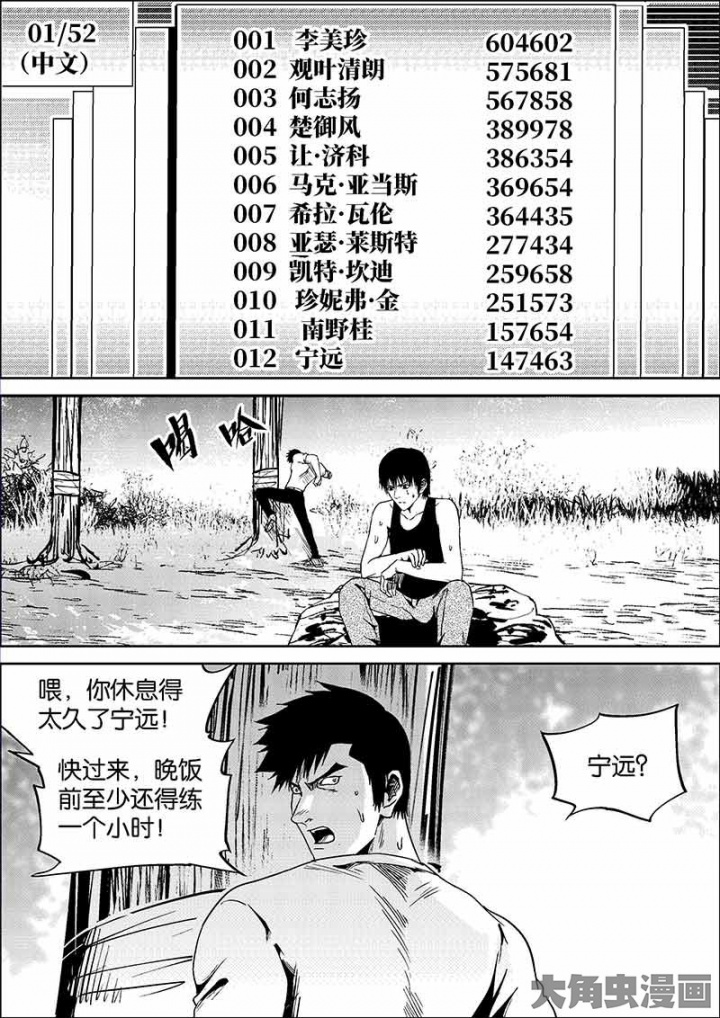 01/52
（中文）
001 李美珍 604602
002 观叶清朗 575681
003 何志扬 567858
004 楚御风 389978
005 让·济科 386354
006 马克·亚当斯 369654
007 希拉·瓦伦 364435
008 亚瑟·莱斯特 277434
009 凯特·坎迪 259658
010 珍妮弗·金 251573
011 南野桂 157654
012 宁远 147463
喝 哈
喂，你休息得
太久了宁远！
快过来，晚饭
前至少还得练
一个小时！
宁远？
大角虫漫画